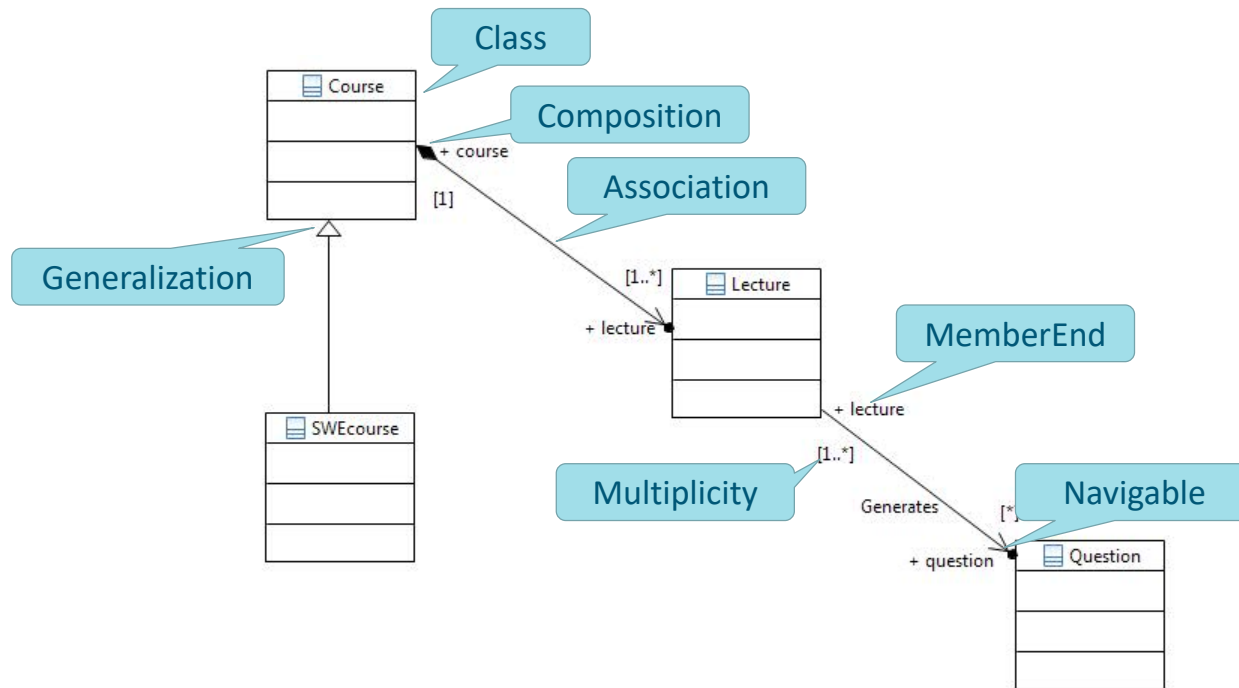 Class
Course
Composition
+ course
Association
[1]
Generalization
[1..*]
Lecture
+ lecture
MemberEnd
+ lecture
SWEcourse
[1..*]
Multiplicity
Navigable
Generates
[*]
+ question
Question